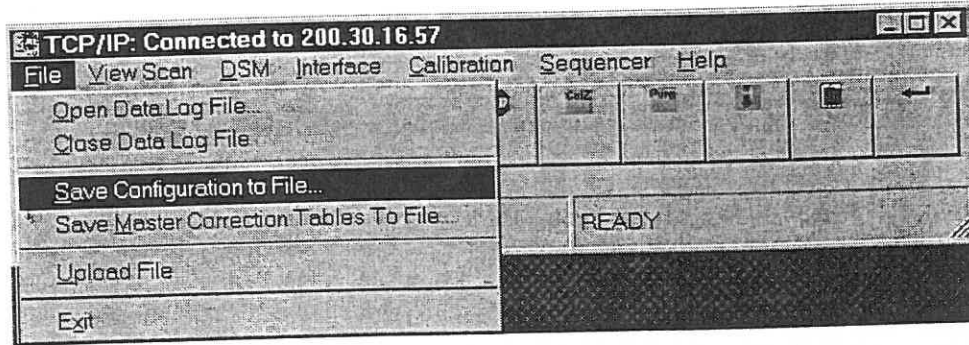 TCP/IP: Connected to 200.30.16.57
File View Scan DSM Interface Calibration Sequencer Help
CalZ Purg
Open Data Log File...
Close Data Log File
Save Configuration to File...
Save Master Correction Tables To File...
READY
Upload File
Exit